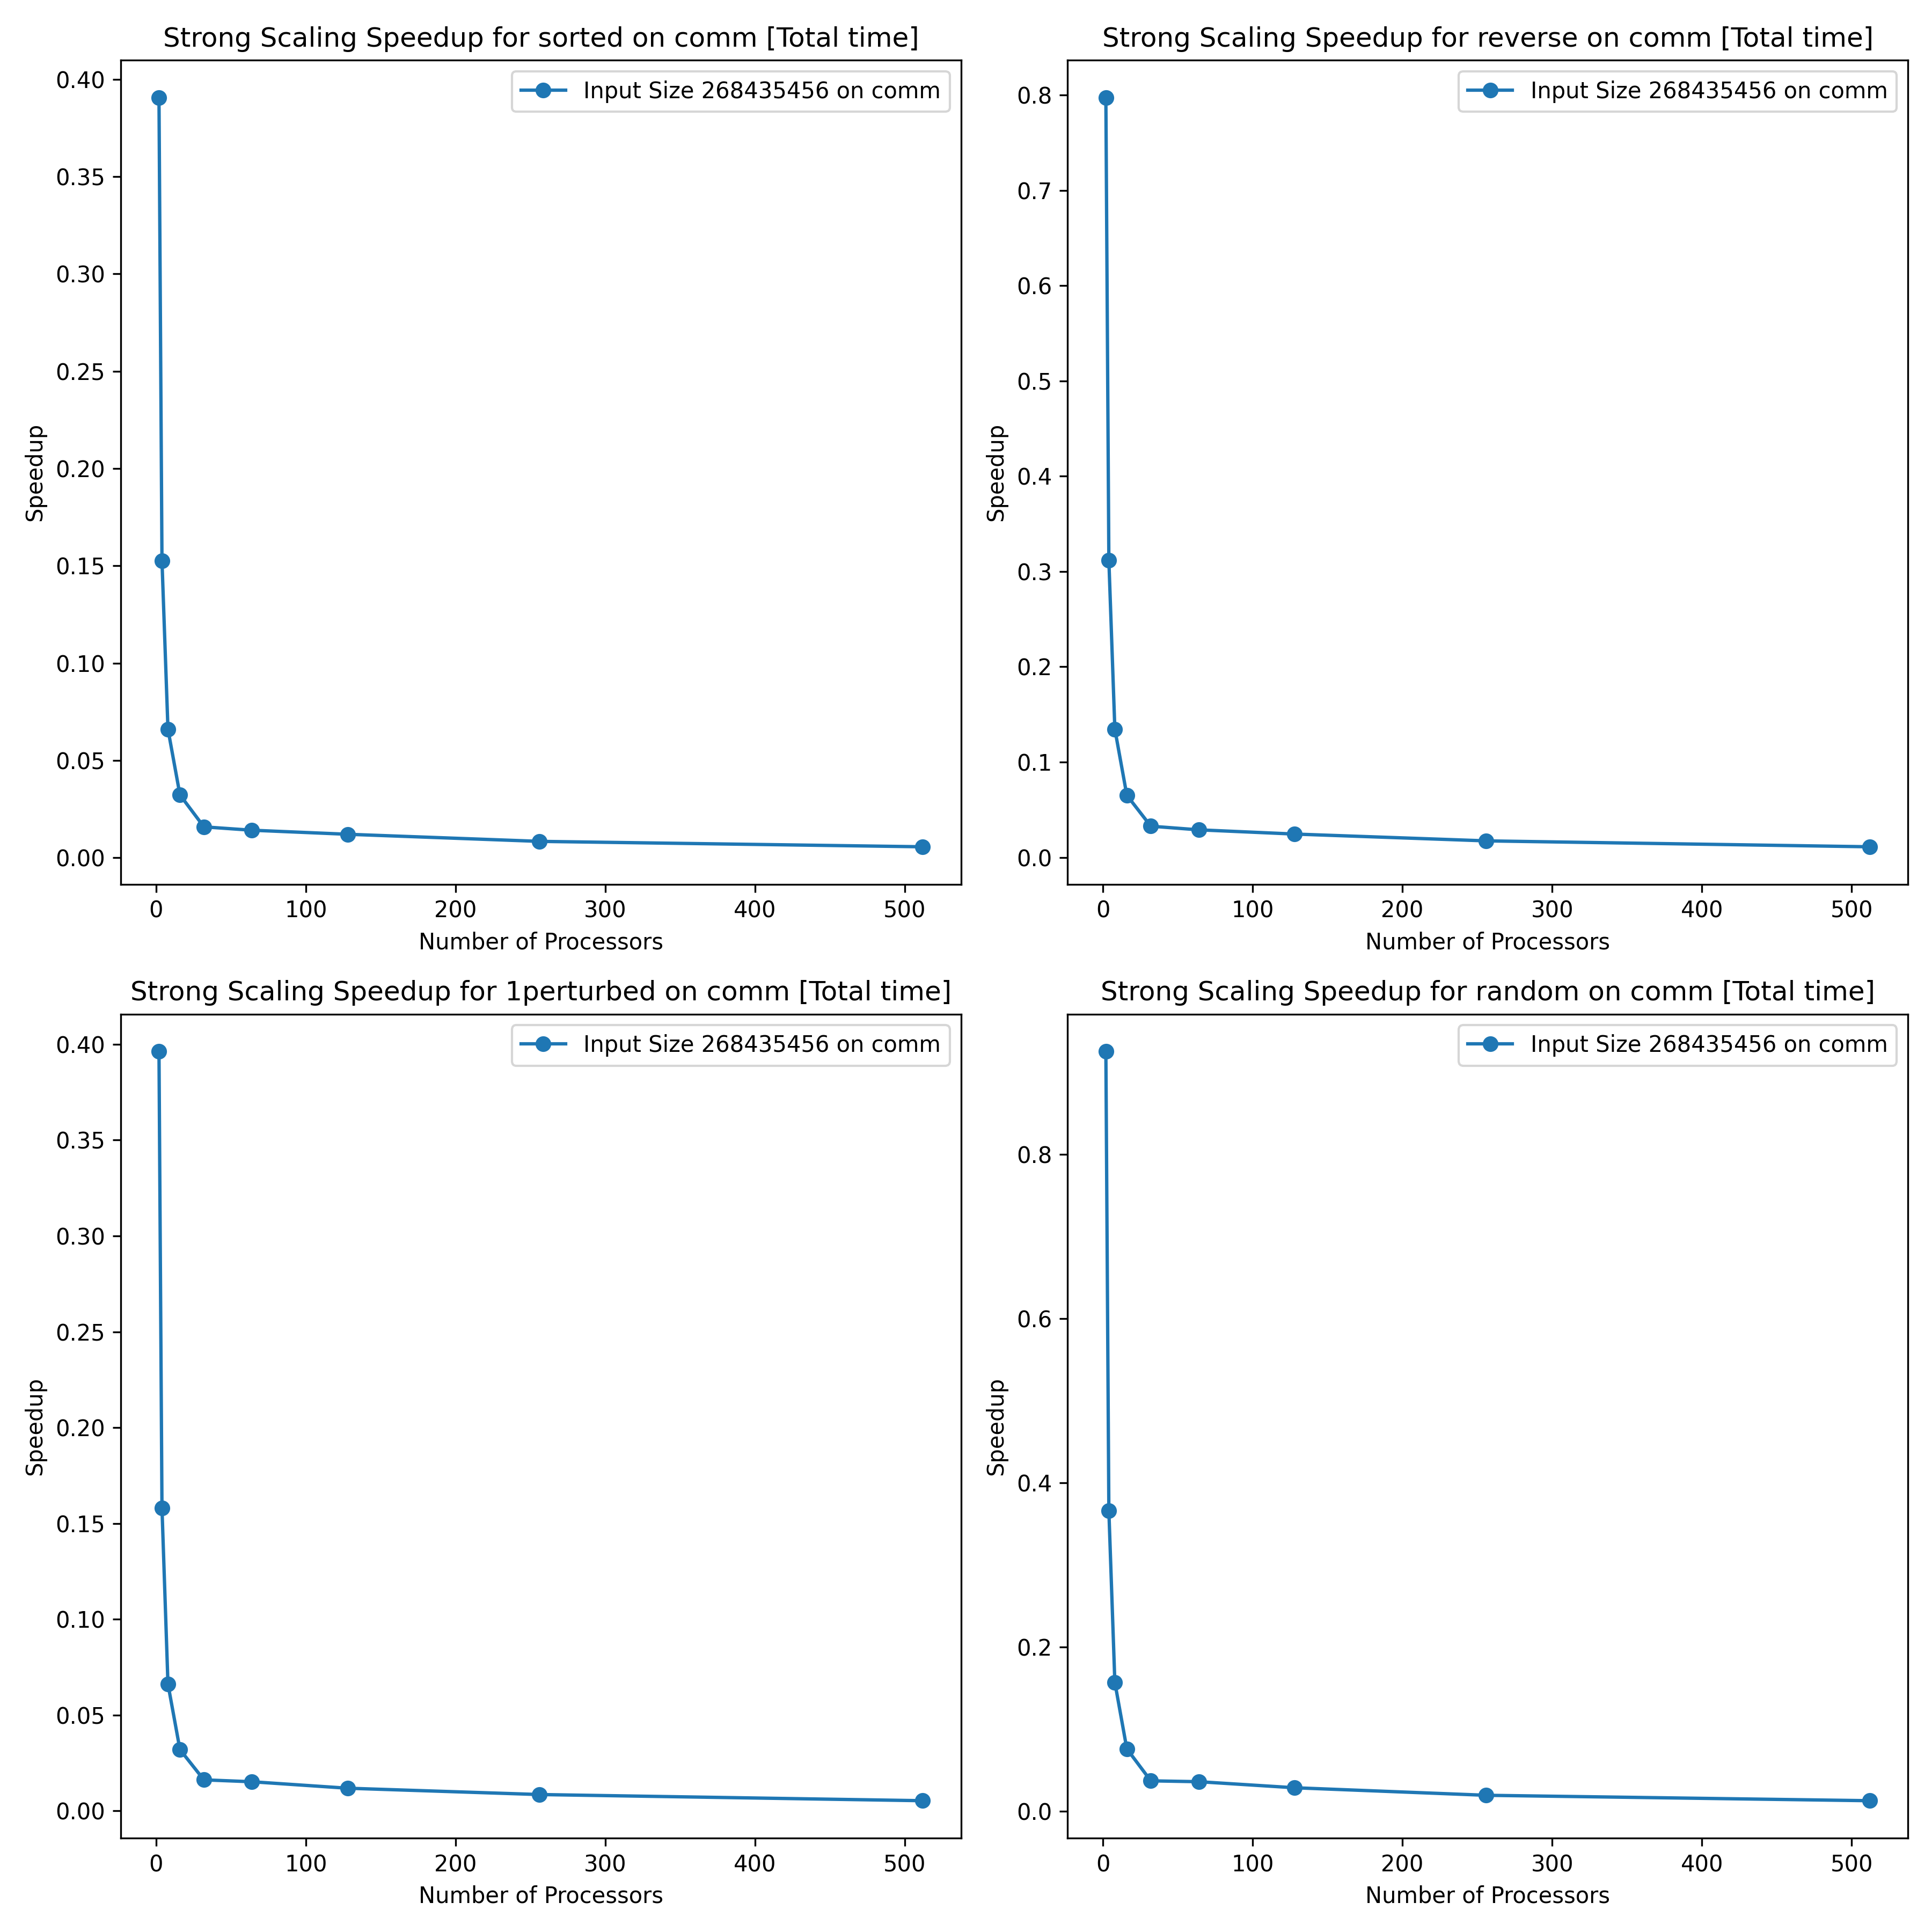 Strong Scaling Speedup for sorted on comm [Total time]
Input Size 268435456 on comm
0.40
0.35
0.30
0.25
0.20
0.15
0.10
0.05
0.00
Speedup
0 100 200 300 400 500
Number of Processors
Strong Scaling Speedup for reverse on comm [Total time]
Input Size 268435456 on comm
0.8
0.7
0.6
0.5
0.4
0.3
0.2
0.1
0.0
Speedup
0 100 200 300 400 500
Number of Processors
Strong Scaling Speedup for 1perturbed on comm [Total time]
Input Size 268435456 on comm
0.40
0.35
0.30
0.25
0.20
0.15
0.10
0.05
0.00
Speedup
0 100 200 300 400 500
Number of Processors
Strong Scaling Speedup for random on comm [Total time]
Input Size 268435456 on comm
0.8
0.6
0.4
0.2
0.0
Speedup
0 100 200 300 400 500
Number of Processors